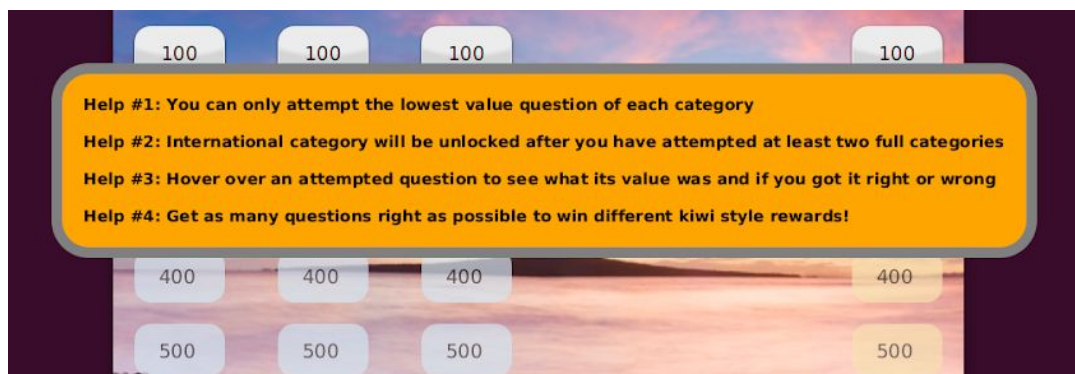 100 100 100 100
Help #1: You can only attempt the lowest value question of each category
Help #2: International category will be unlocked after you have attempted at least two full categories
Help #3: Hover over an attempted question to see what its value was and if you got it right or wrong
Help #4: Get as many questions right as possible to win different kiwi style rewards!
400 400 400 400
500 500 500 500